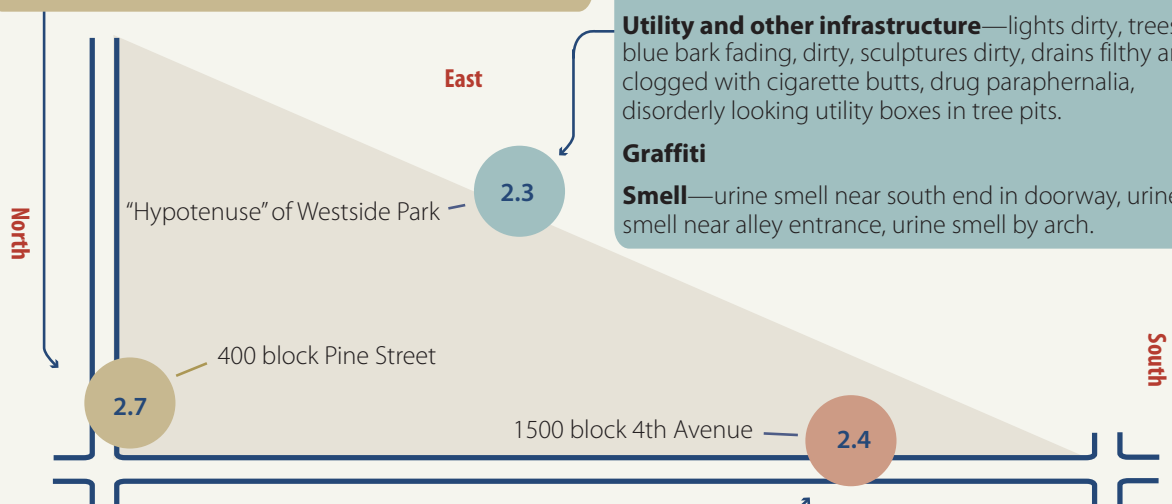 Utility and other infrastructure—lights dirty, trees
blue bark fading, dirty, sculptures dirty, drains filthy
clogged with cigarette butts, drug paraphernalia,
disorderly looking utility boxes in tree pits.
Graffiti
Smell—urine smell near south end in doorway, urine
smell near alley entrance, urine smell by arch.
East
2.3
“Hypotenuse” of Westside Park
North
400 block Pine Street
South
2.7
1500 block 4th Avenue
2.4